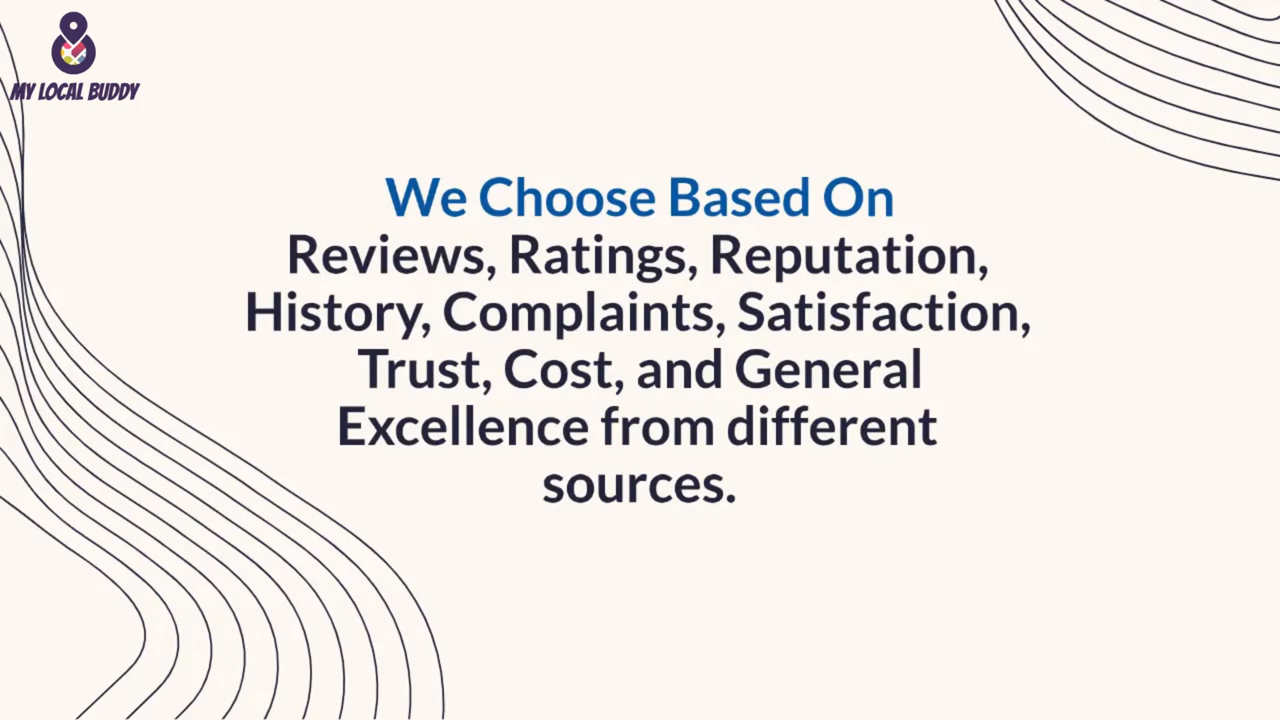 MY LOCAL BUDDY
We Choose Based On
Reviews, Ratings, Reputation,
History, Complaints, Satisfaction,
Trust, Cost, and General
Excellence from different
sources.